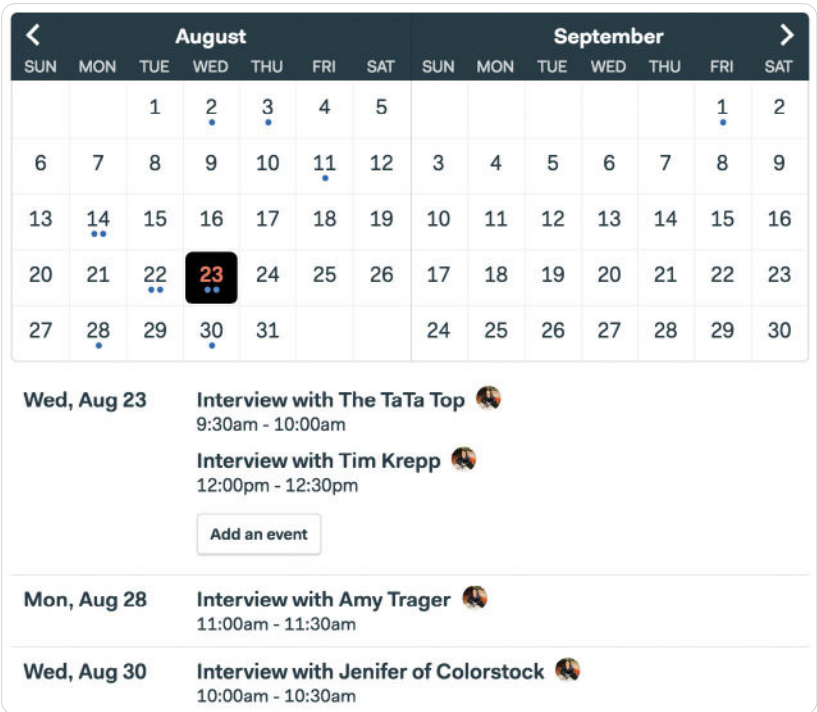 August September
SUN MON TUE WED THU FRI SAT SUN MON TUE WED THU FRI SAT
1 2 3 4 5 1 2
6 7 8 9 10 11 12 3 4 5 6 7 8 9
13 14 15 16 17 18 19 10 11 12 13 14 15 16
20 21 22 23 24 25 26 17 18 19 20 21 22 23
27 28 29 30 31 24 25 26 27 28 29 30
Wed, Aug 23 Interview with The TaTa Top
9:30am - 10:00am
Interview with Tim Krepp
12:00pm - 12:30pm
Add an event
Mon, Aug 28 Interview with Amy Trager
11:00am - 11:30am
Wed, Aug 30 Interview with Jenifer of Colorstock
10:00am - 10:30am